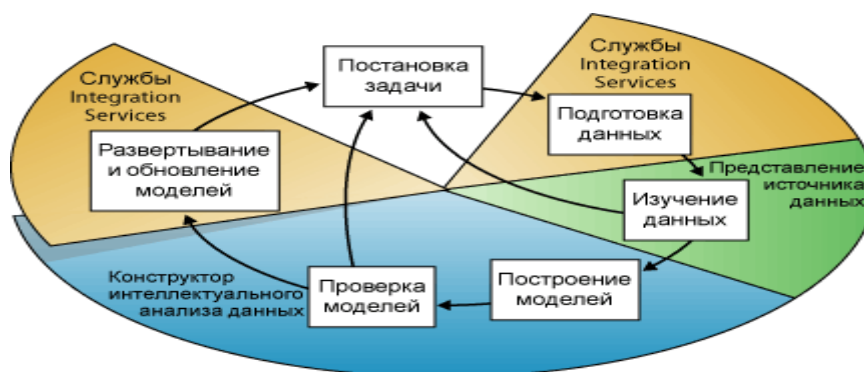 Постановка
задачи
Службы
Integration
Services
Подготовка
данных
Представление
источника
данных
Изучение
данных
Построение
моделей
Проверка
моделей
Конструктор
интеллектуального
анализа данных
Развертывание
и обновление
моделей
Службы
Integration
Services